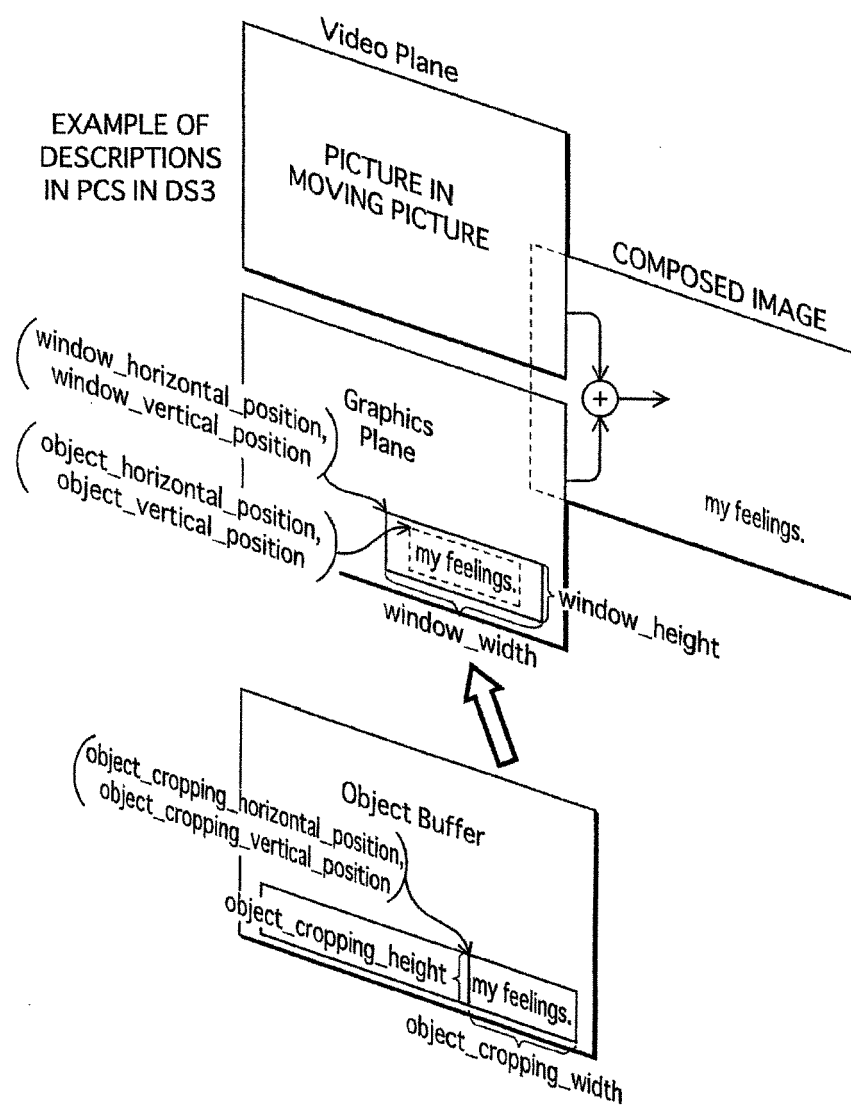 Video Plane
EXAMPLE OF
DESCRIPTIONS
IN PCS IN DS3
PICTURE IN
MOVING PICTURE
COMPOSED IMAGE
(window_horizontal_position,
window_vertical_position)
Graphics
Plane
(object_horizontal_position,
object_vertical_position)
+
my feelings.
my feelings.
window_height
window_width
Object Buffer
(object_cropping_horizontal_position,
object_cropping_vertical_position)
object_cropping_height
my feelings.
object_cropping_width